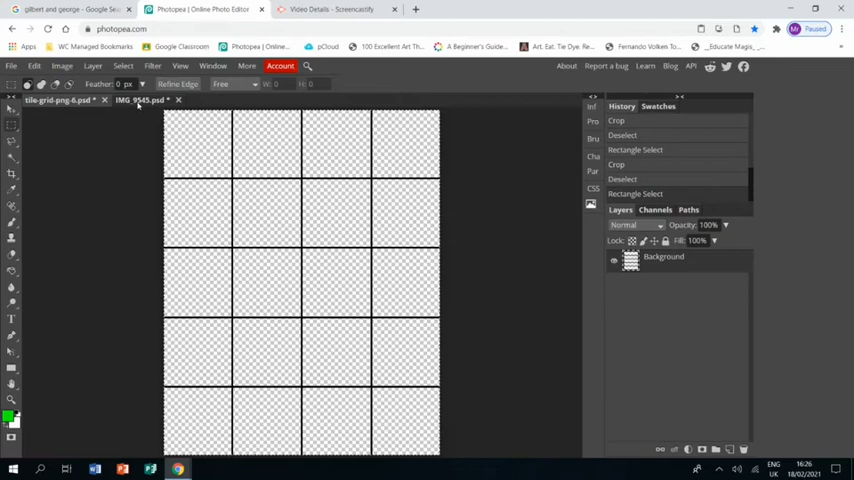 gilbert and george - Google S
Photopea | Online Photo Editor
Video Details - Screencastify
photopea.com
Paused
Apps
WC Managed Bookmarks
Google Classroom
Photopea | Online...
pCloud
100 Excellent Art Th...
A Beginner's Guide...
Art. Eat. Tie Dye. Re...
Fernando Volken To...
__Educate Magis_ -...
File Edit Image Layer Select Filter View Window More Account
About Report a bug Learn Blog API
Feather: 0 px Refine Edge Free W: 0 H: 0
tile-grid-png-6.psd *
IMG_9545.psd *
Inf
Pro
Bru
Cha
Par
CSS
History Swatches
Crop
Deselect
Rectangle Select
Crop
Deselect
Rectangle Select
Layers Channels Paths
Normal Opacity: 100%
Lock: Fill: 100%
Background
ENG
UK
16:26
18/02/2021